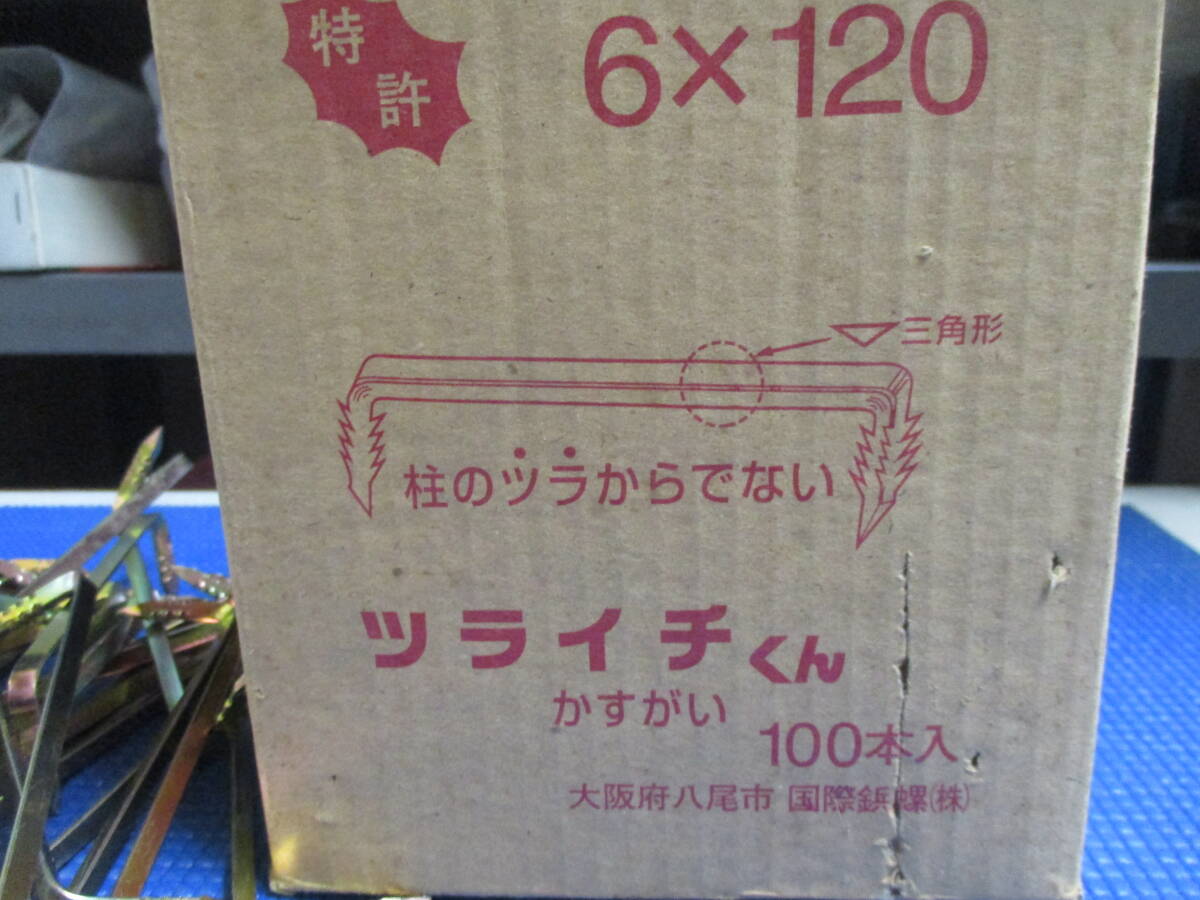 特許
6×120
三角形
柱のツラからでない
ツライチくん
かすがい
100本入
大阪府八尾市 国際鋲螺(株)